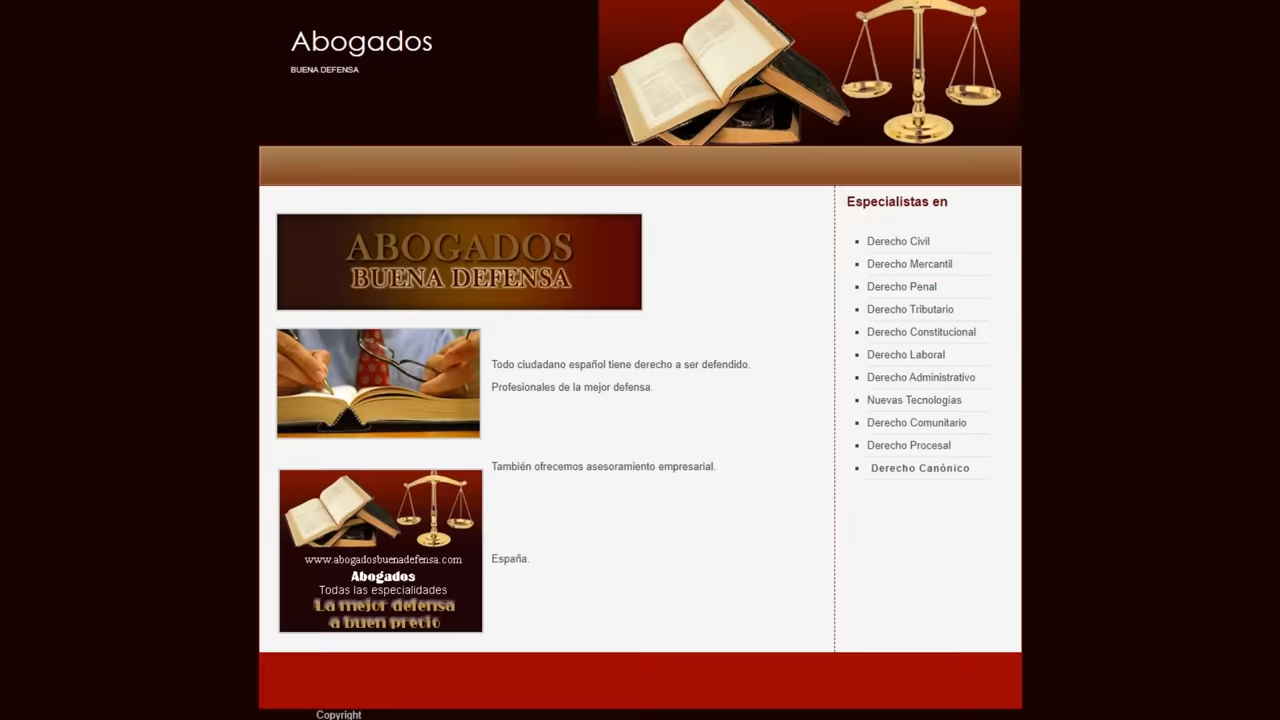 Abogados
BUENA DEFENSA
ABOGADOS
BUENA DEFENSA
Todo ciudadano español tiene derecho a ser defendido.
Profesionales de la mejor defensa.
También ofrecemos asesoramiento empresarial.
www.abogadosbuenadefensa.com
Abogados
Todas las especialidades
La mejor defensa
a buen precio
España.
Especialistas en
Derecho Civil
Derecho Mercantil
Derecho Penal
Derecho Tributario
Derecho Constitucional
Derecho Laboral
Derecho Administrativo
Nuevas Tecnologías
Derecho Comunitario
Derecho Procesal
Derecho Canónico
Copyright